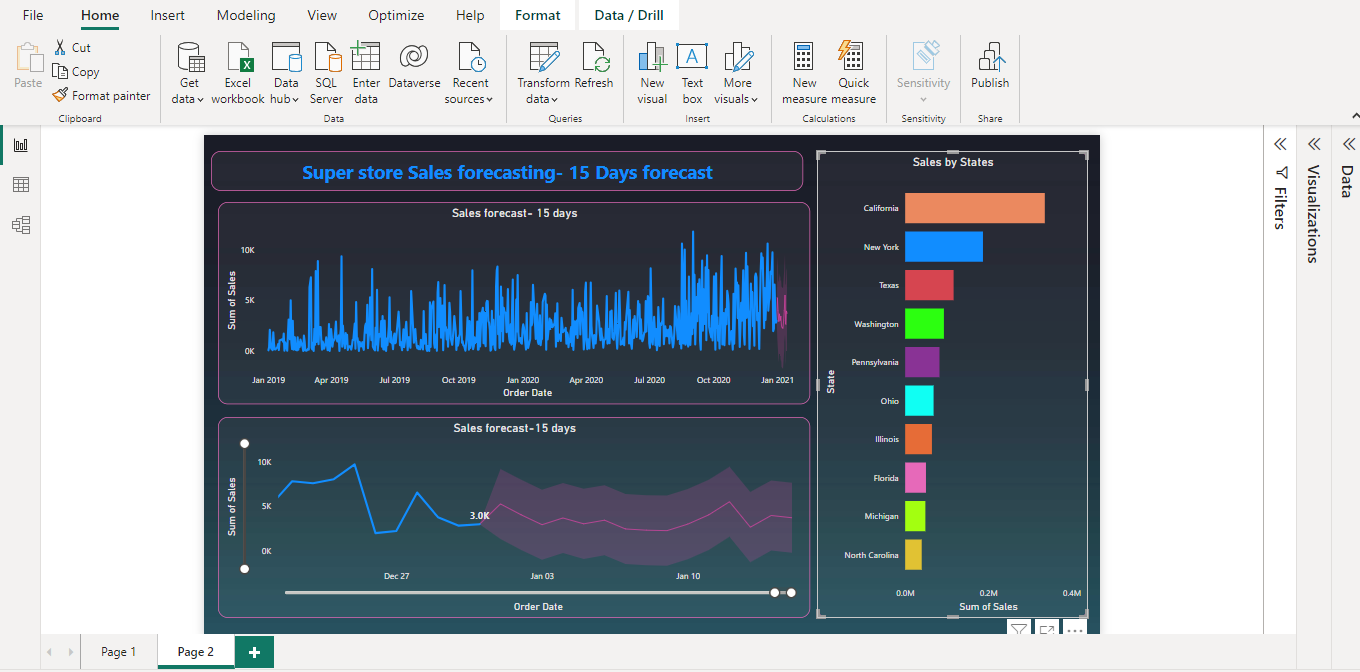 File Home Insert Modeling View Optimize Help Format Data / Drill
Paste
Cut
Copy
Format painter
Clipboard
Get data
Excel workbook
Data hub
SQL Server
Enter data
Dataverse
Recent sources
Data
Transform data
Refresh
Queries
New visual
Text box
More visuals
Insert
New measure
Quick measure
Calculations
Sensitivity
Sensitivity
Publish
Share
Super store Sales forecasting- 15 Days forecast
Sales forecast- 15 days
Sum of Sales
10K
5K
0K
Jan 2019 Apr 2019 Jul 2019 Oct 2019 Jan 2020 Apr 2020 Jul 2020 Oct 2020 Jan 2021
Order Date
Sales forecast-15 days
Sum of Sales
10K
5K
0K
3.0K
Dec 27 Jan 03 Jan 10
Order Date
Sales by States
State
California
New York
Texas
Washington
Pennsylvania
Ohio
Illinois
Florida
Michigan
North Carolina
0.0M 0.2M 0.4M
Sum of Sales
Filters
Visualizations
Data
Page 1 Page 2